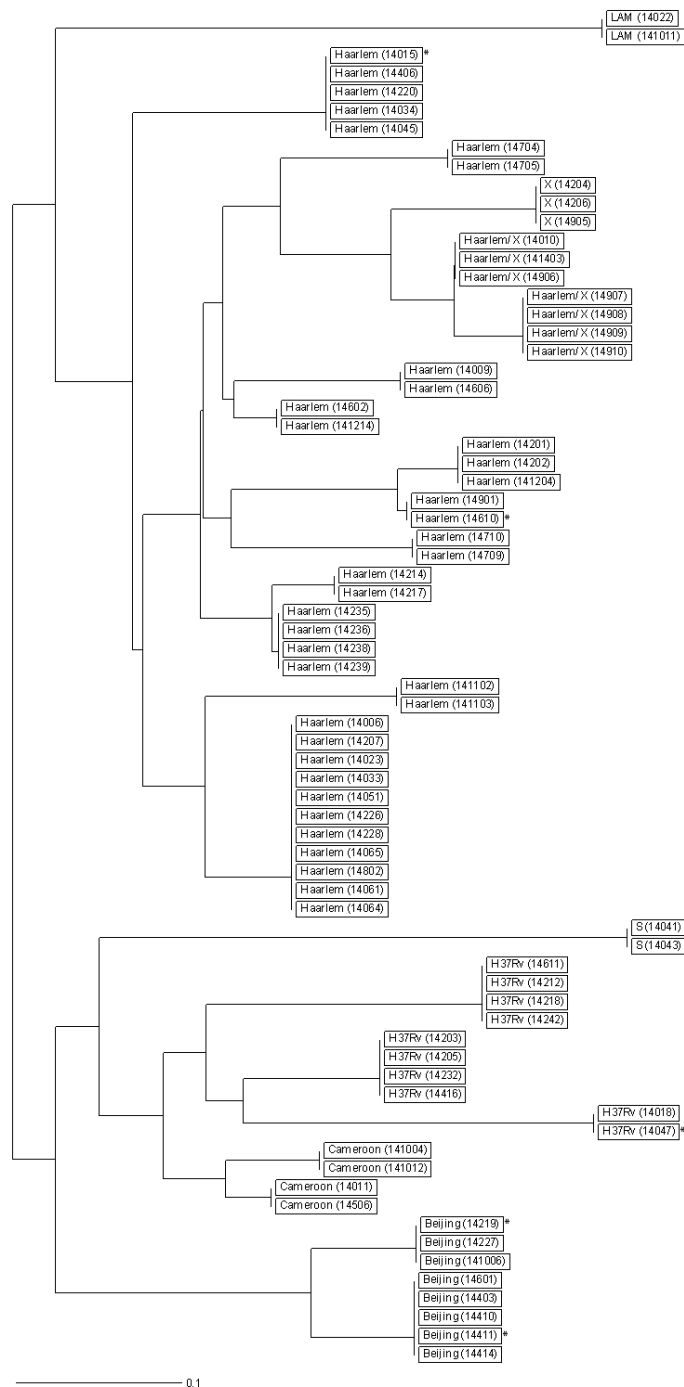 LAM (14022)
LAM (141011)
Haarlem (14015) *
Haarlem (14406)
Haarlem (14220)
Haarlem (14034)
Haarlem (14045)
Haarlem (14704)
Haarlem (14705)
X (14204)
X (14206)
X (14905)
Haarlem/X (14010)
Haarlem/X (141403)
Haarlem/X (14906)
Haarlem/X (14907)
Haarlem/X (14908)
Haarlem/X (14909)
Haarlem/X (14910)
Haarlem (14009)
Haarlem (14606)
Haarlem (14602)
Haarlem (141214)
Haarlem (14201)
Haarlem (14202)
Haarlem (141204)
Haarlem (14901)
Haarlem (14610) *
Haarlem (14710)
Haarlem (14709)
Haarlem (14214)
Haarlem (14217)
Haarlem (14235)
Haarlem (14236)
Haarlem (14238)
Haarlem (14239)
Haarlem (141102)
Haarlem (141103)
Haarlem (14006)
Haarlem (14207)
Haarlem (14023)
Haarlem (14033)
Haarlem (14051)
Haarlem (14226)
Haarlem (14228)
Haarlem (14065)
Haarlem (14802)
Haarlem (14061)
Haarlem (14064)
S (14041)
S (14043)
H37Rv (14611)
H37Rv (14212)
H37Rv (14218)
H37Rv (14242)
H37Rv (14203)
H37Rv (14205)
H37Rv (14232)
H37Rv (14416)
H37Rv (14018)
H37Rv (14047) *
Cameroon (141004)
Cameroon (141012)
Cameroon (14011)
Cameroon (14506)
Beijing (14219) *
Beijing (14227)
Beijing (141006)
Beijing (14601)
Beijing (14403)
Beijing (14410)
Beijing (14411) *
Beijing (14414)
0.1